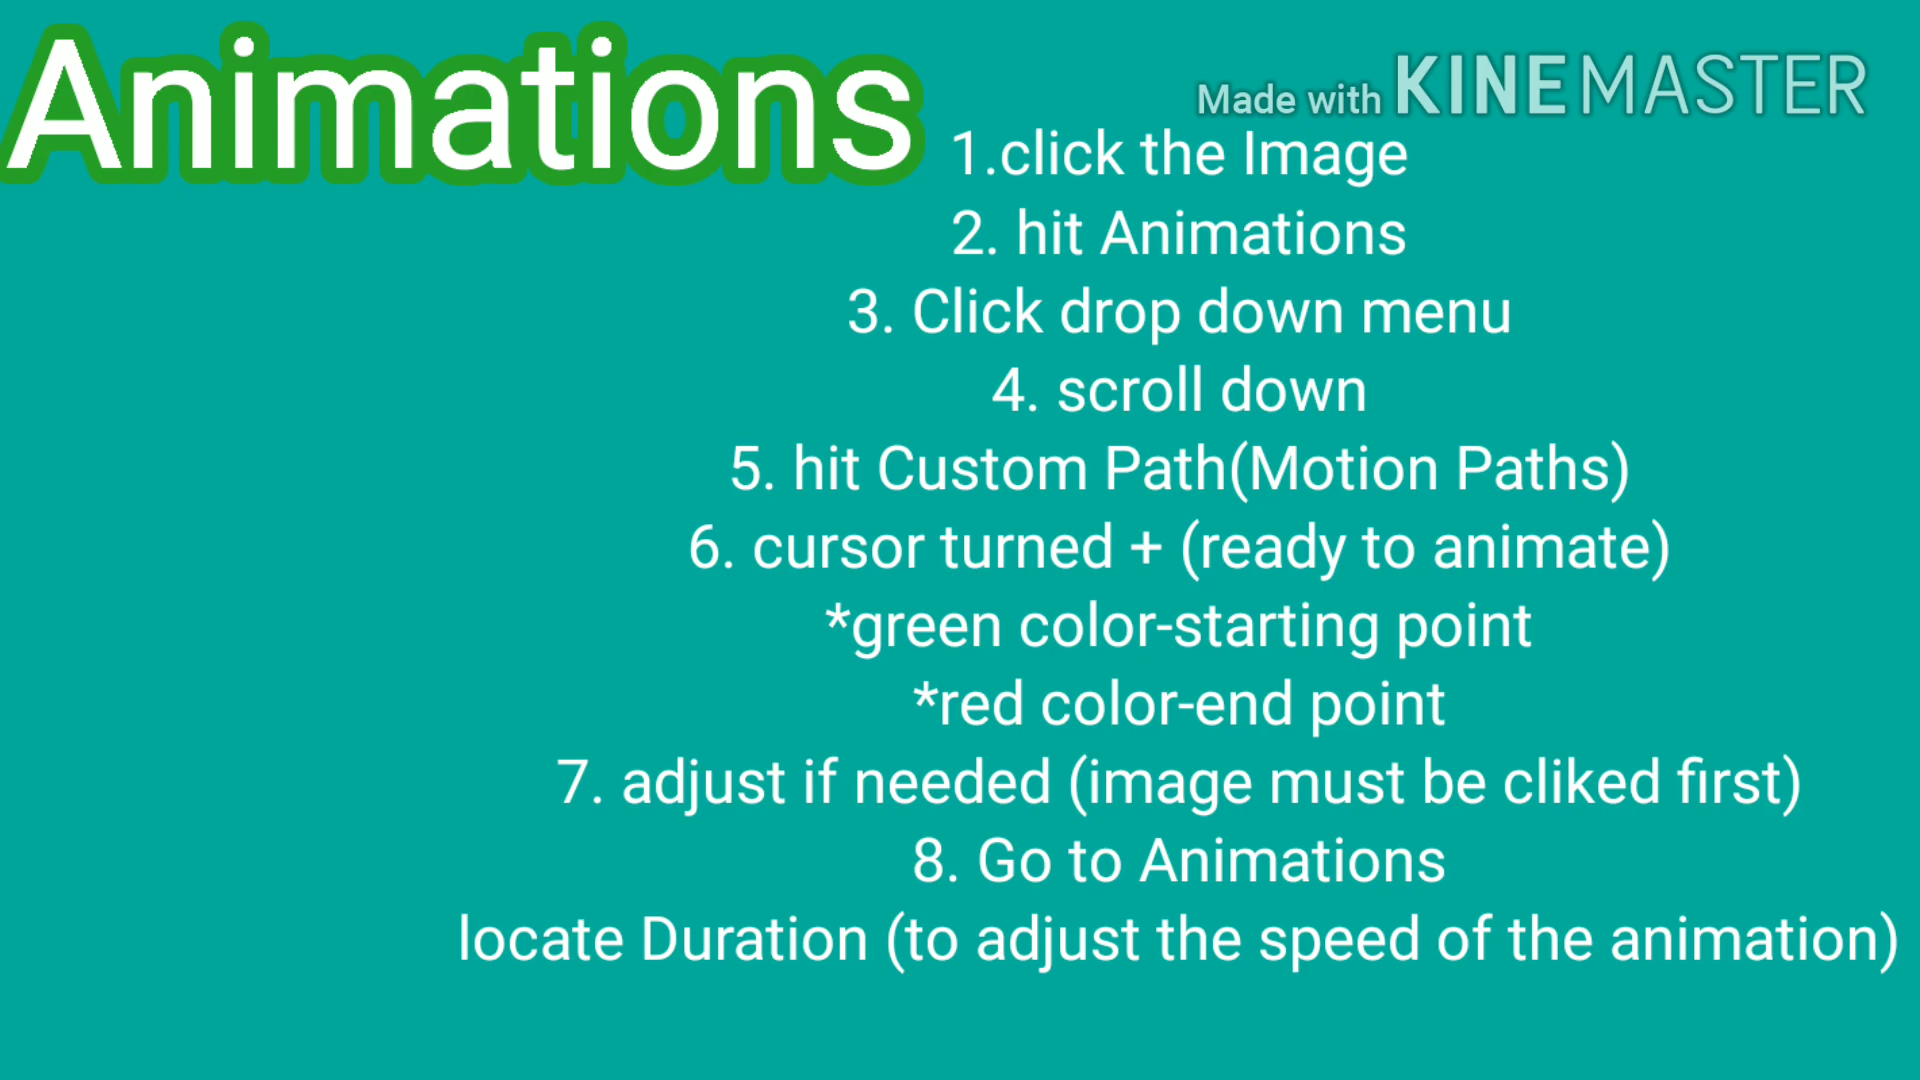 Animations
Made with KINEMASTER
1.click the Image
2. hit Animations
3. Click drop down menu
4. scroll down
5. hit Custom Path(Motion Paths)
6. cursor turned + (ready to animate)
*green color-starting point
*red color-end point
7. adjust if needed (image must be cliked first)
8. Go to Animations
locate Duration (to adjust the speed of the animation)